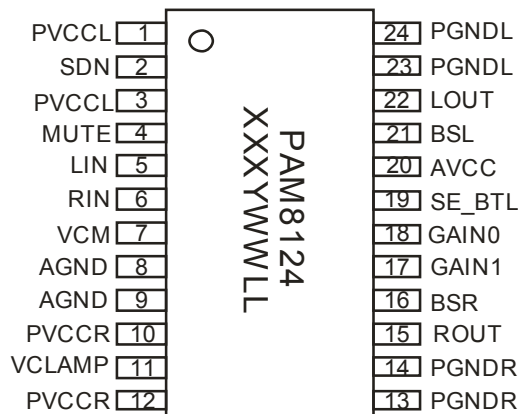 PVCCL 1 24 PGNDL
SDN 2 23 PGNDL
PVCCL 3 22 LOUT
MUTE 4 21 BSL
LIN 5 20 AVCC
RIN 6 19 SE_BTL
VCM 7 18 GAIN0
AGND 8 17 GAIN1
AGND 9 16 BSR
PVCCR 10 15 ROUT
VCLAMP 11 14 PGNDR
PVCCR 12 13 PGNDR
PAM8124
XXXYWWLL